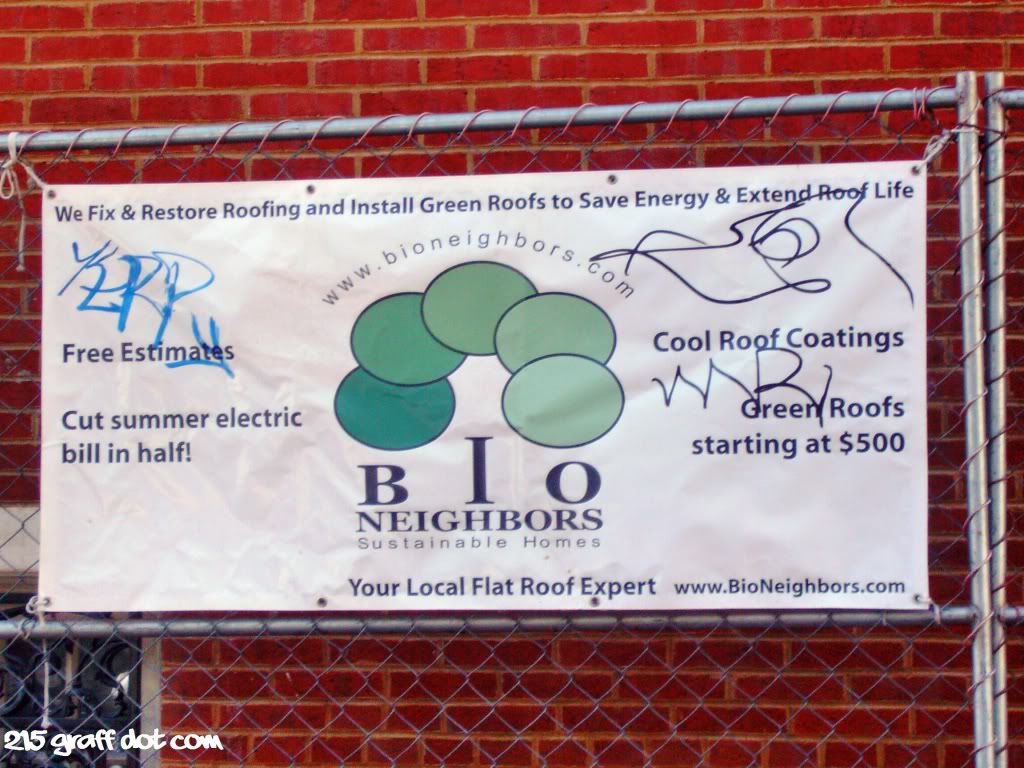 We Fix & Restore Roofing and Install Green Roofs to Save Energy & Extend Roof Life
www.bioneighbors.com
Free Estimates
Cut summer electric
bill in half!
Cool Roof Coatings
Green Roofs
starting at $500
BIO
NEIGHBORS
Sustainable Homes
Your Local Flat Roof Expert www.BioNeighbors.com
215 graff dot com